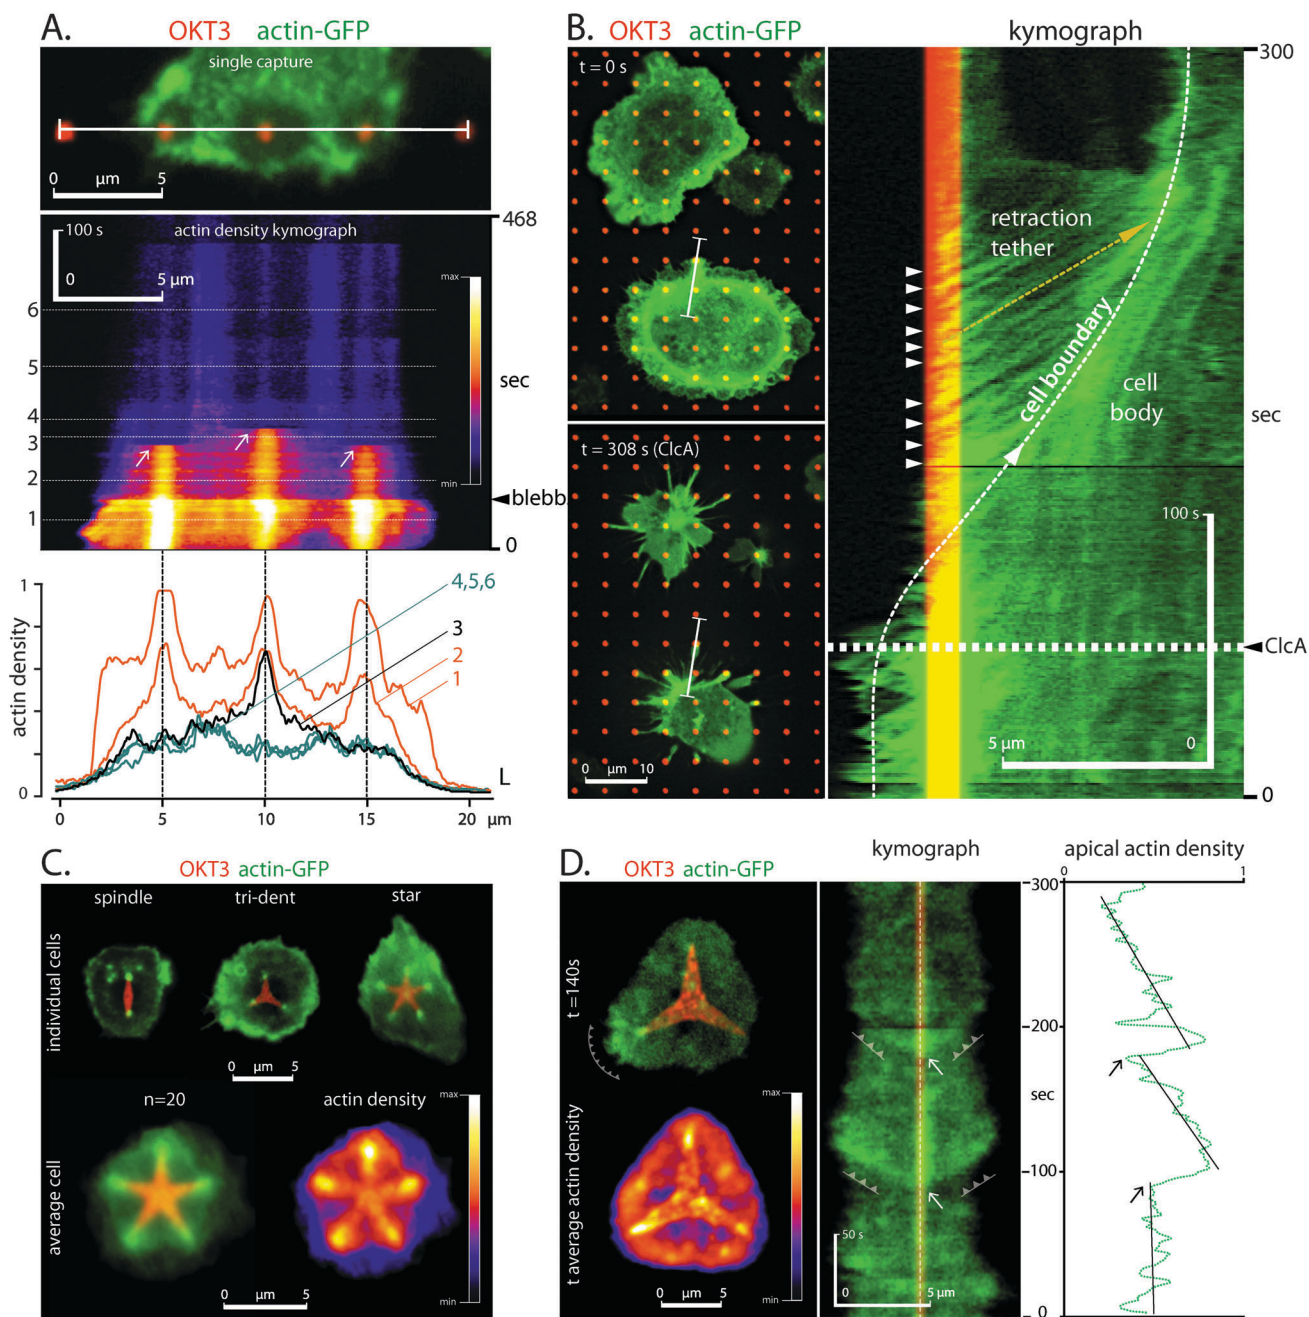 A.
OKT3 actin-GFP
single capture
0 μm 5
actin density kymograph
100 s
0 5 μm
max
min
468
sec
blebb
0
6
5
4
3
2
1
1
actin density
0
4,5,6
3
2
1
L
0 5 10 15 20 μm
B.
OKT3 actin-GFP
kymograph
t = 0 s
t = 308 s (ClcA)
0 μm 10
300
retraction
tether
cell boundary
cell
body
sec
100 s
ClcA
5 μm 0
0
C.
OKT3 actin-GFP
spindle tri-dent star
individual cells
0 μm 5
n=20 actin density
average cell
max
min
0 μm 5
D.
OKT3 actin-GFP
kymograph
apical actin density
t =140s
t average actin density
max
min
0 μm 5
50 s
0 5 μm
0 1
300
200
sec
100
0